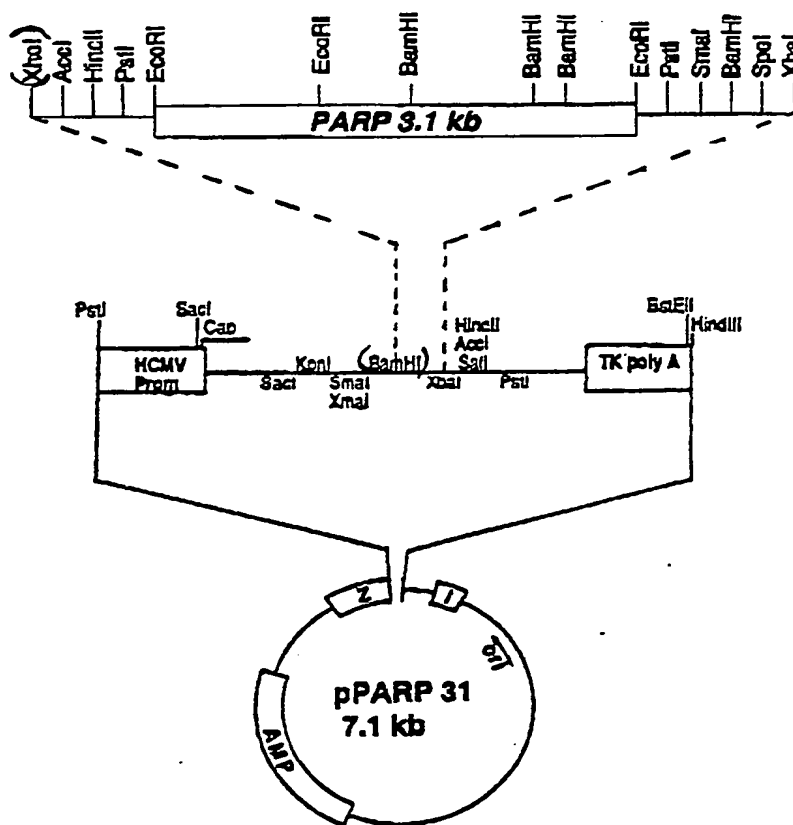 (XhoI)
AccI
HincII
PstI
EcoRI
EcoRI
BamHI
BamHI
BamHI
EcoRI
PstI
SmaI
BamHI
SpeI
XbaI
PARP 3.1 kb
PstI
SacI
Cap
HCMV
Prom
SacI
KpnI
SmaI
XmaI
(BamHI)
XbaI
HincII
AccI
SalI
PstI
TK poly A
BstEII
HindIII
Z
I
ori
AMP
pPARP 31
7.1 kb